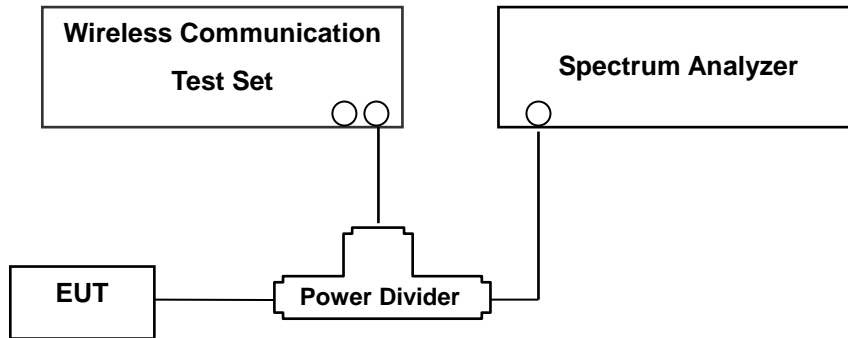 Wireless Communication
Test Set
Spectrum Analyzer
EUT
Power Divider